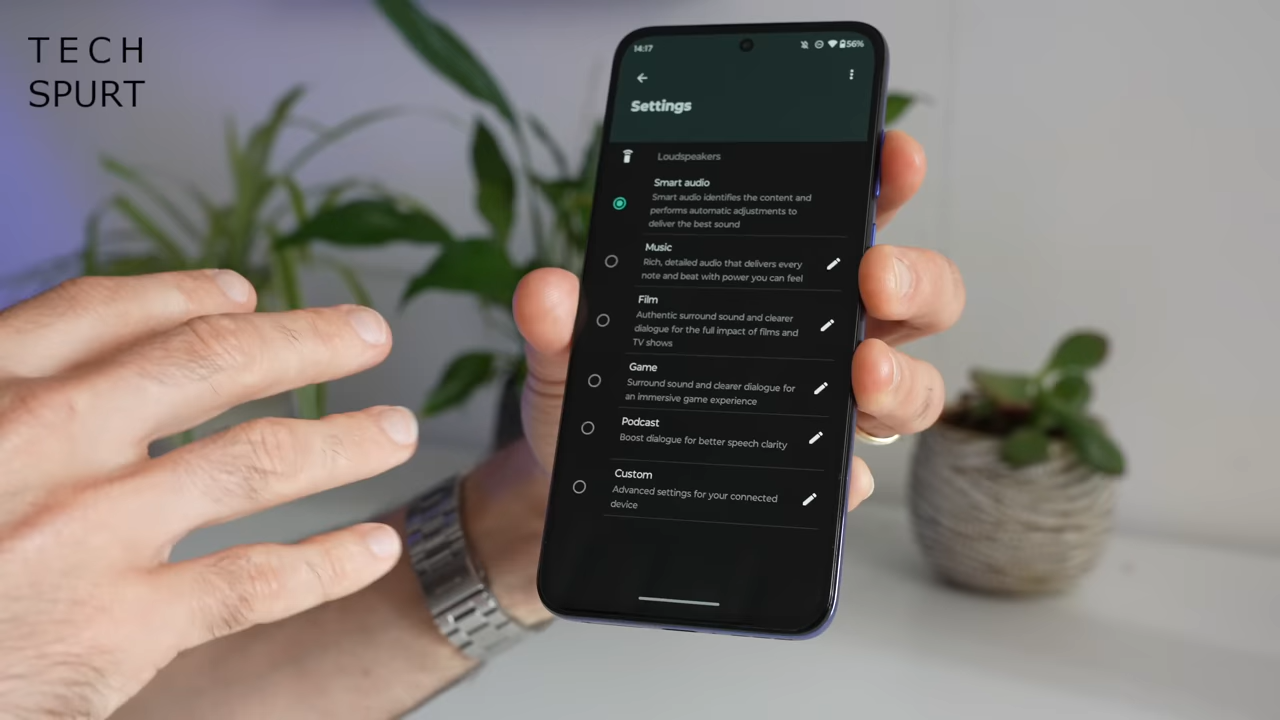 TECH
SPURT
14:17
56%
Settings
Loudspeakers
Smart audio
Smart audio identifies the content and
performs automatic adjustments to
deliver the best sound
Music
Rich, detailed audio that delivers every
note and beat with power you can feel
Film
Authentic surround sound and clearer
dialogue for the full impact of films and
TV shows
Game
Surround sound and clearer dialogue for
an immersive game experience
Podcast
Boost dialogue for better speech clarity
Custom
Advanced settings for your connected
device